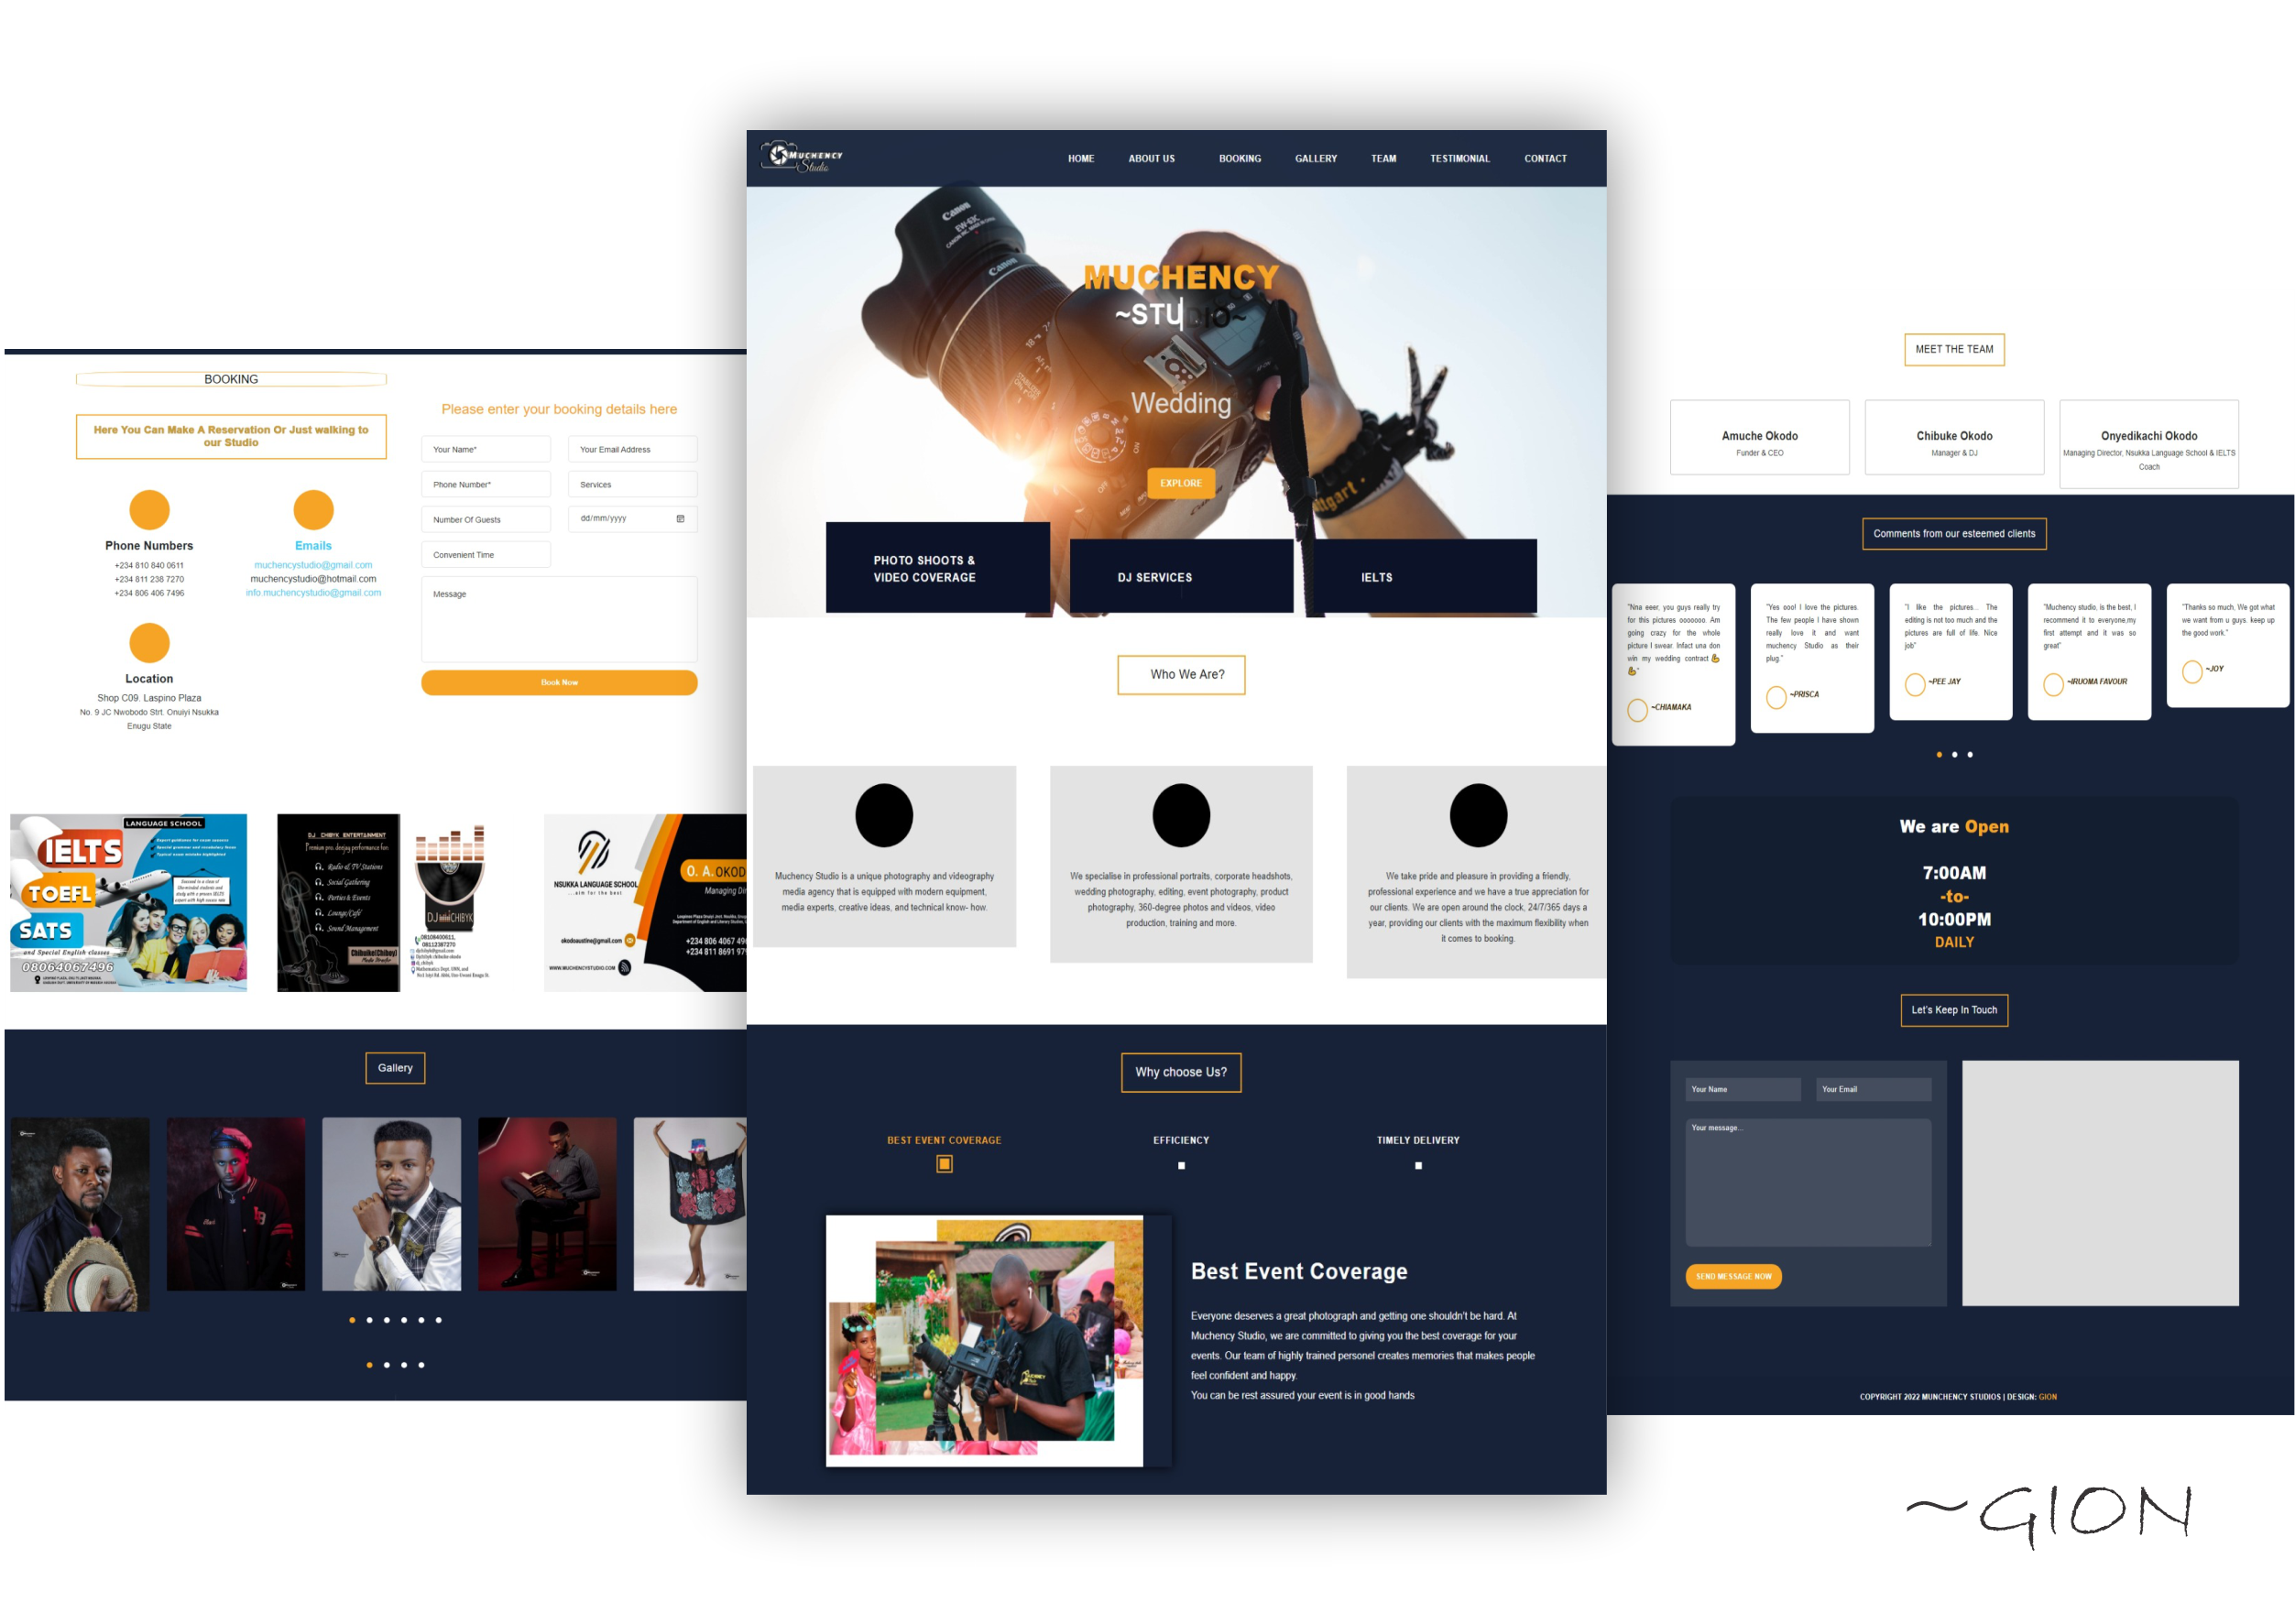 MUCHENCY
Studio
HOME ABOUT US BOOKING GALLERY TEAM TESTIMONIAL CONTACT
Canon
EW-63C
Canon
MUCHENCY
~STUDIO~
Wedding
EXPLORE
PHOTO SHOOTS &
VIDEO COVERAGE
DJ SERVICES
IELTS
Who We Are?
Muchency Studio is a unique photography and videography
media agency that is equipped with modern equipment,
media experts, creative ideas, and technical know- how.
We specialise in professional portraits, corporate headshots,
wedding photography, editing, event photography, product
photography, 360-degree photos and videos, video
production, training and more.
We take pride and pleasure in providing a friendly,
professional experience and we have a true appreciation for
our clients. We are open around the clock, 24/7/365 days a
year, providing our clients with the maximum flexibility when
it comes to booking.
Why choose Us?
BEST EVENT COVERAGE
EFFICIENCY
TIMELY DELIVERY
Best Event Coverage
Everyone deserves a great photograph and getting one shouldn't be hard. At
Muchency Studio, we are committed to giving you the best coverage for your
events. Our team of highly trained personel creates memories that makes people
feel confident and happy.
You can be rest assured your event is in good hands
BOOKING
Here You Can Make A Reservation Or Just walking to
our Studio
Phone Numbers
+234 810 840 0611
+234 811 238 7270
+234 806 406 7496
Emails
muchencystudio@gmail.com
muchencystudio@hotmail.com
info.muchencystudio@gmail.com
Location
Shop C09. Laspino Plaza
No. 9 JC Nwobodo Strt. Onuiyi Nsukka
Enugu State
Please enter your booking details here
Your Name*
Your Email Address
Phone Number*
Services
Number Of Guests
dd/mm/yyyy
Convenient Time
Message
Book Now
LANGUAGE SCHOOL
IELTS
TOEFL
SATS
and Special English classes
08064067496
DJ CHIBYK ENTERTAINMENT
Premium pro. deejay performance for:
Radio & TV Stations
Social Gathering
Parties & Events
Lounge/Café
Sound Management
Chibuike(Chibyk)
DJ CHIBYK
08108400611,
08112387270
NSUKKA LANGUAGE SCHOOL
...aim for the best
O. A. OKOD
Managing Di
okodoaustine@gmail.com
+234 806 4067 49
+234 811 8691 97
WWW.MUCHENCYSTUDIO.COM
Gallery
MEET THE TEAM
Amuche Okodo
Funder & CEO
Chibuke Okodo
Manager & DJ
Onyedikachi Okodo
Managing Director, Nsukka Language School & IELTS
Coach
Comments from our esteemed clients
"Nna eeer, you guys really try
for this pictures ooooooo. Am
going crazy for the whole
picture I swear. Infact una don
win my wedding contract 💪
💪"
~CHIAMAKA
"Yes ooo! I love the pictures.
The few people I have shown
really love it and want
muchency Studio as their
plug."
~PRISCA
"I like the pictures... The
editing is not too much and the
pictures are full of life. Nice
job"
~PEE JAY
"Muchency studio, is the best, I
recommend it to everyone,my
first attempt and it was so
great"
~IRUOMA FAVOUR
"Thanks so much, We got what
we want from u guys. keep up
the good work."
~JOY
We are Open
7:00AM
-to-
10:00PM
DAILY
Let's Keep In Touch
Your Name
Your Email
Your message...
SEND MESSAGE NOW
COPYRIGHT 2022 MUNCHENCY STUDIOS | DESIGN: GION
~GION